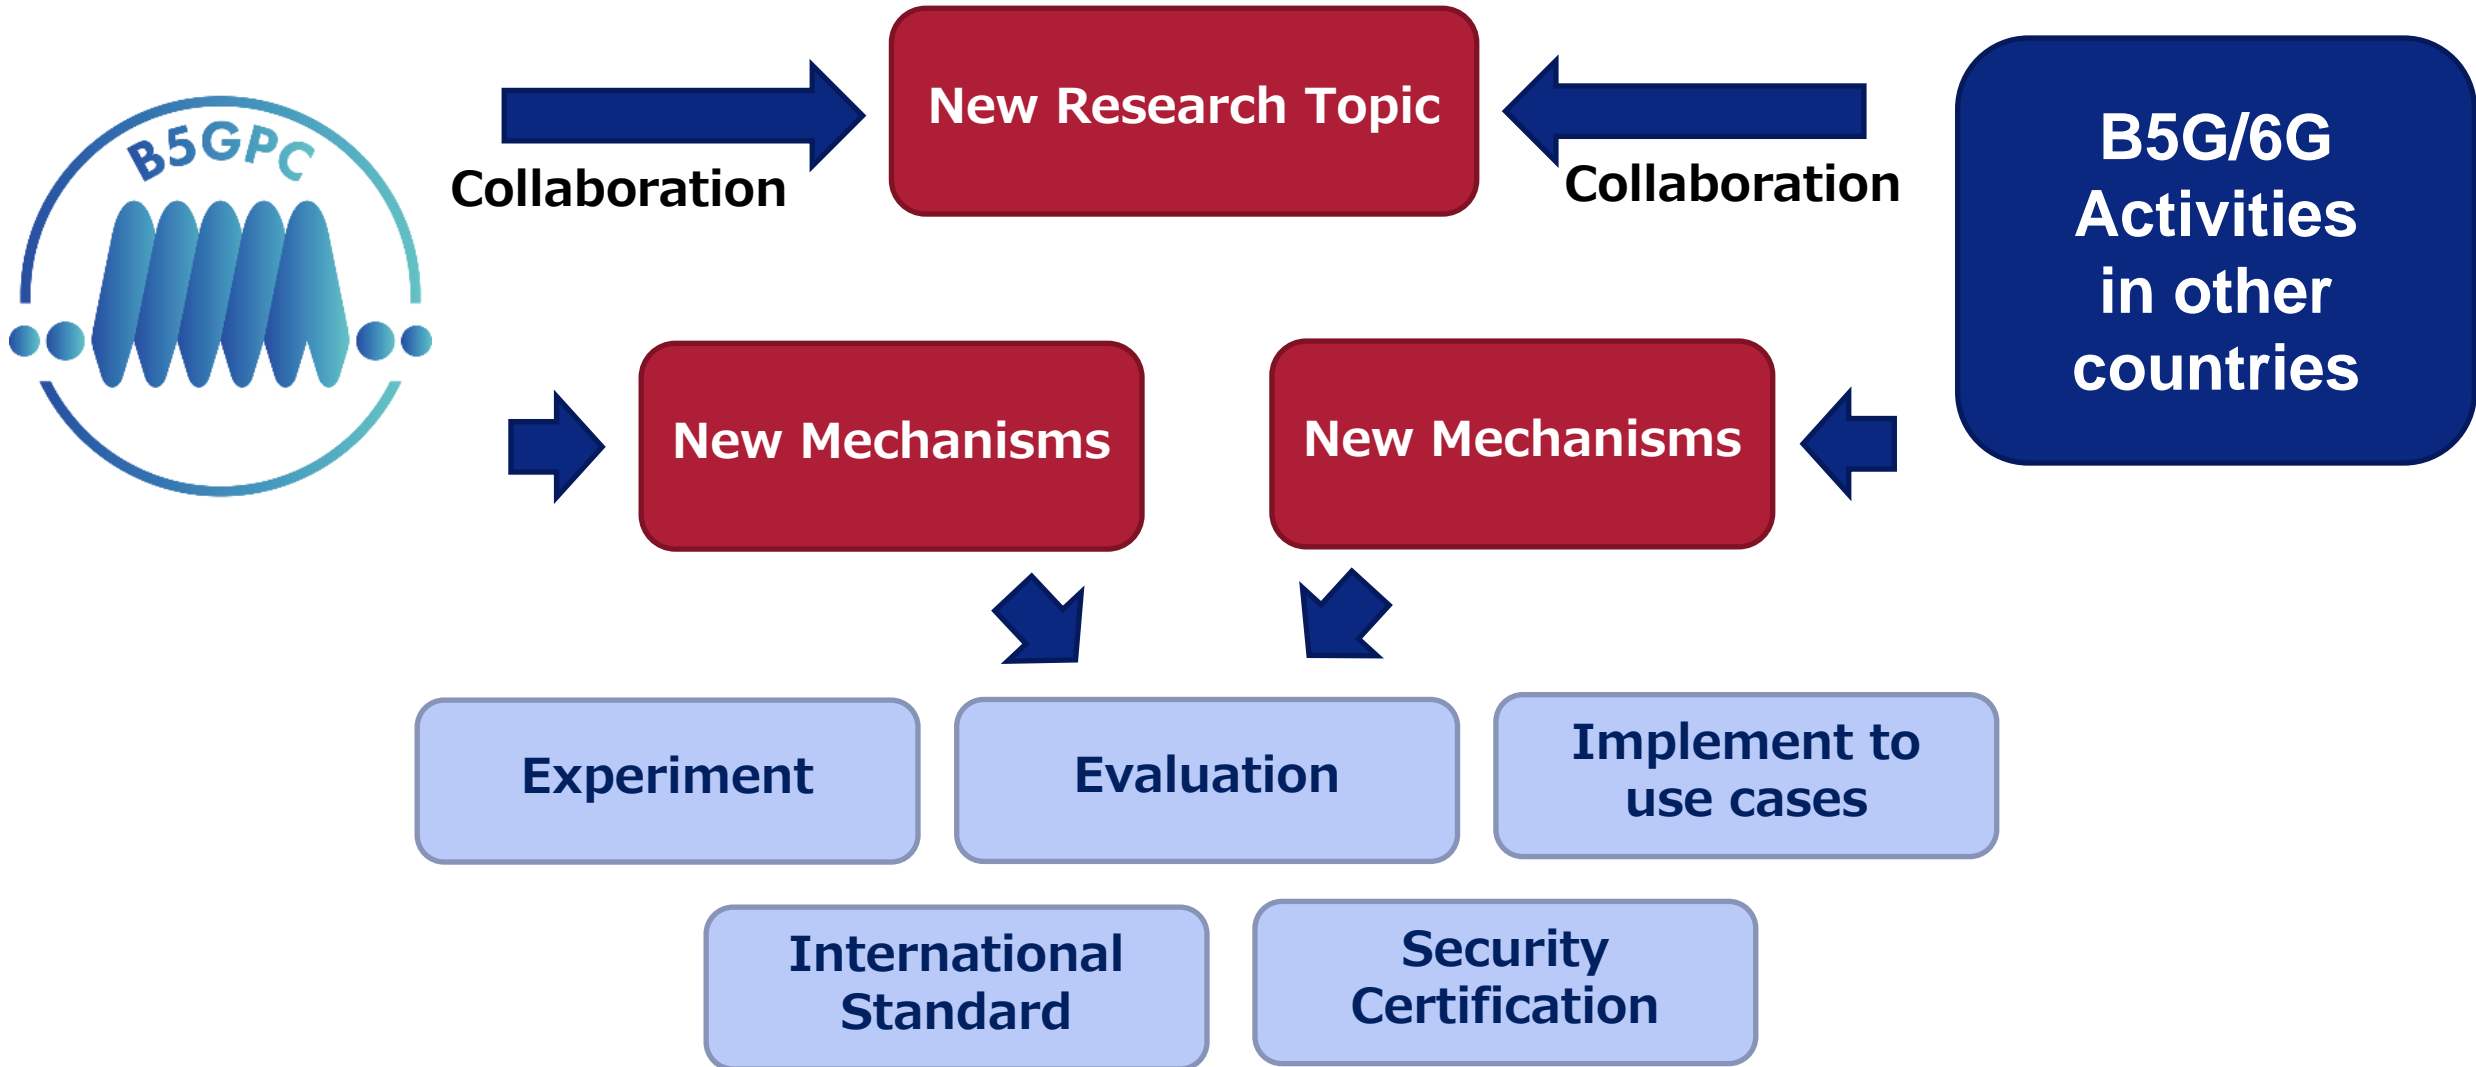 B5GPC
New Research Topic
Collaboration
Collaboration
B5G/6G
Activities
in other
countries
New Mechanisms
New Mechanisms
Experiment
Evaluation
Implement to
use cases
International
Standard
Security
Certification